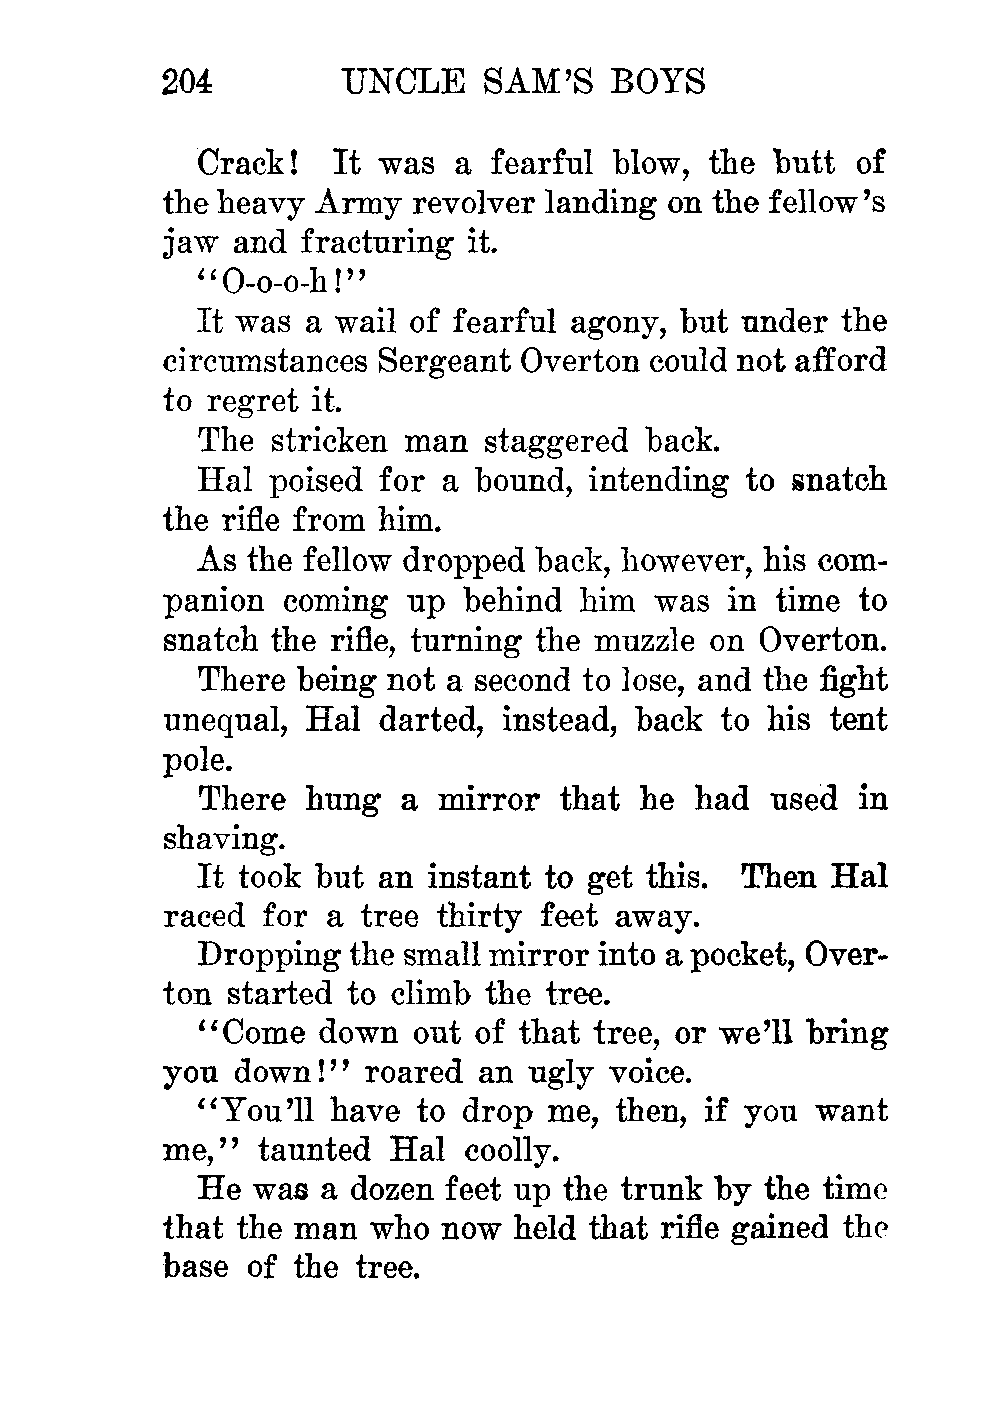 204 UNCLE SAM'S BOYS
Crack! It was a fearful blow, the butt of
the heavy Army revolver landing on the fellow's
jaw and fracturing it.
"O-o-o-h!"
It was a wail of fearful agony, but under the
circumstances Sergeant Overton could not afford
to regret it.
The stricken man staggered back.
Hal poised for a bound, intending to snatch
the rifle from him.
As the fellow dropped back, however, his com-
panion coming up behind him was in time to
snatch the rifle, turning the muzzle on Overton.
There being not a second to lose, and the fight
unequal, Hal darted, instead, back to his tent
pole.
There hung a mirror that he had used in
shaving.
It took but an instant to get this. Then Hal
raced for a tree thirty feet away.
Dropping the small mirror into a pocket, Over-
ton started to climb the tree.
"Come down out of that tree, or we'll bring
you down!" roared an ugly voice.
"You'll have to drop me, then, if you want
me," taunted Hal coolly.
He was a dozen feet up the trunk by the time
that the man who now held that rifle gained the
base of the tree.